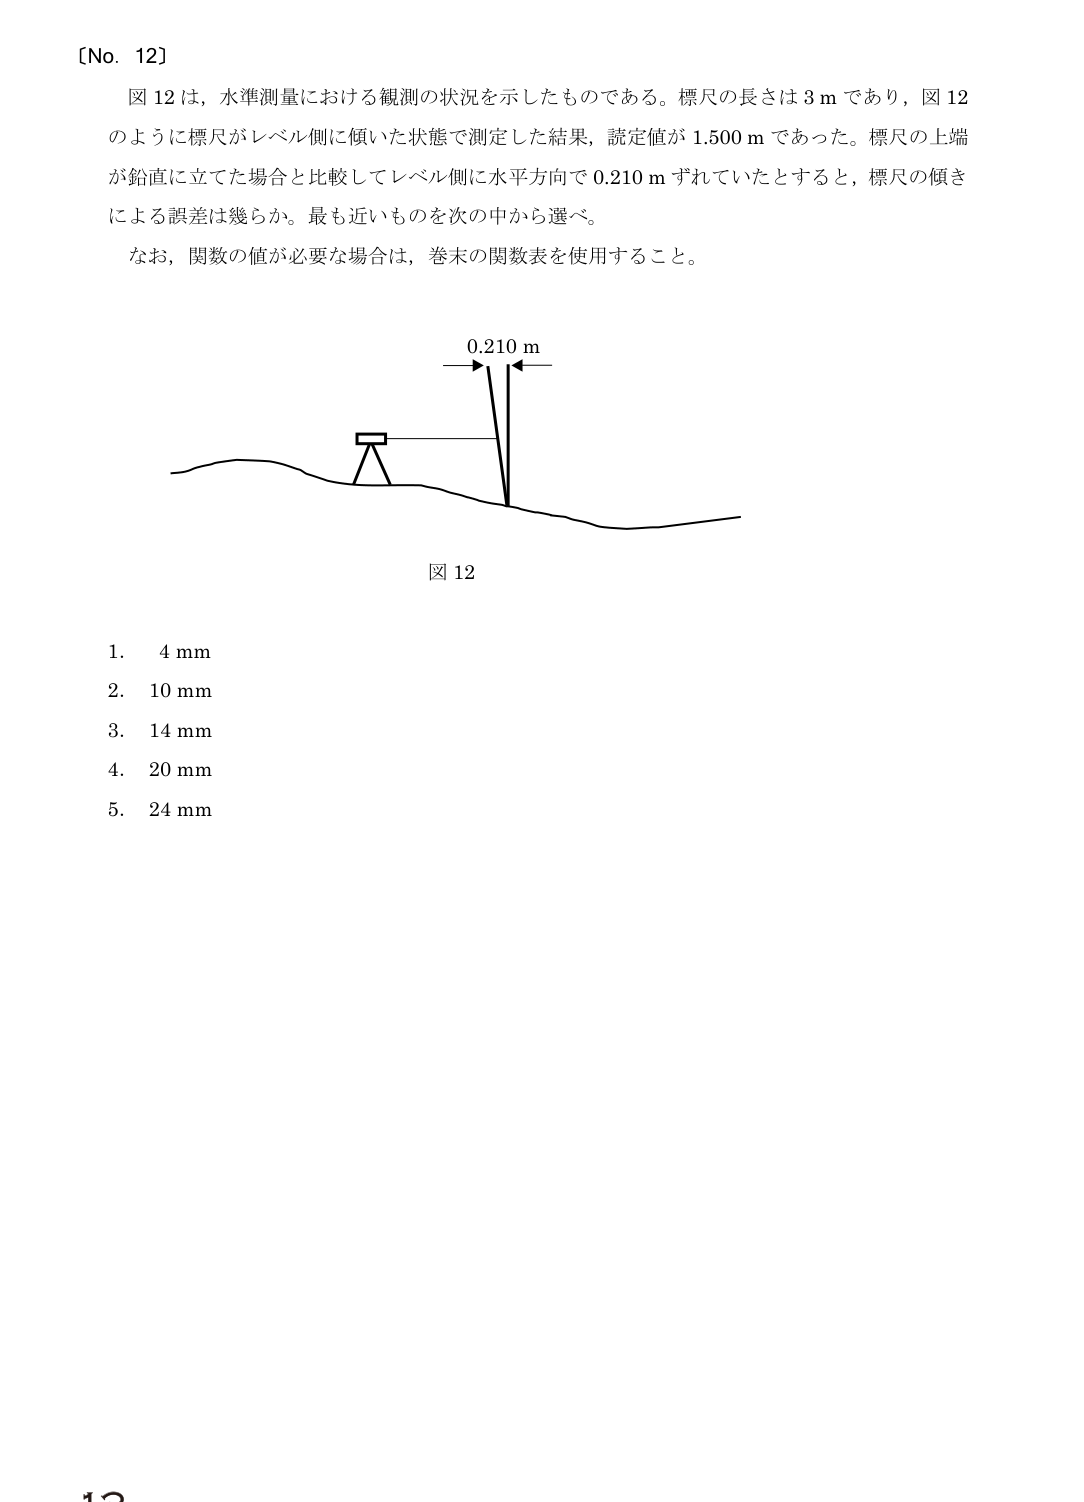 〔No. 12〕
図 12 は，水準測量における観測の状況を示したものである。標尺の長さは 3 m であり，図 12
のように標尺がレベル側に傾いた状態で測定した結果，読定値が 1.500 m であった。標尺の上端
が鉛直に立てた場合と比較してレベル側に水平方向で 0.210 m ずれていたとすると，標尺の傾き
による誤差は幾らか。最も近いものを次の中から選べ。
なお，関数の値が必要な場合は，巻末の関数表を使用すること。
0.210 m
図 12
1. 4 mm
2. 10 mm
3. 14 mm
4. 20 mm
5. 24 mm